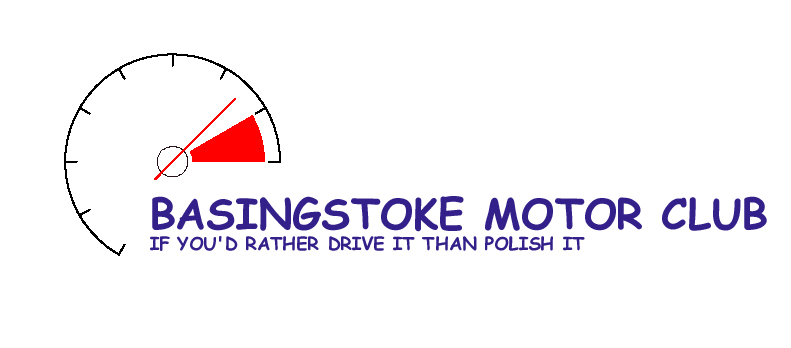 BASINGSTOKE MOTOR CLUB
IF YOU'D RATHER DRIVE IT THAN POLISH IT